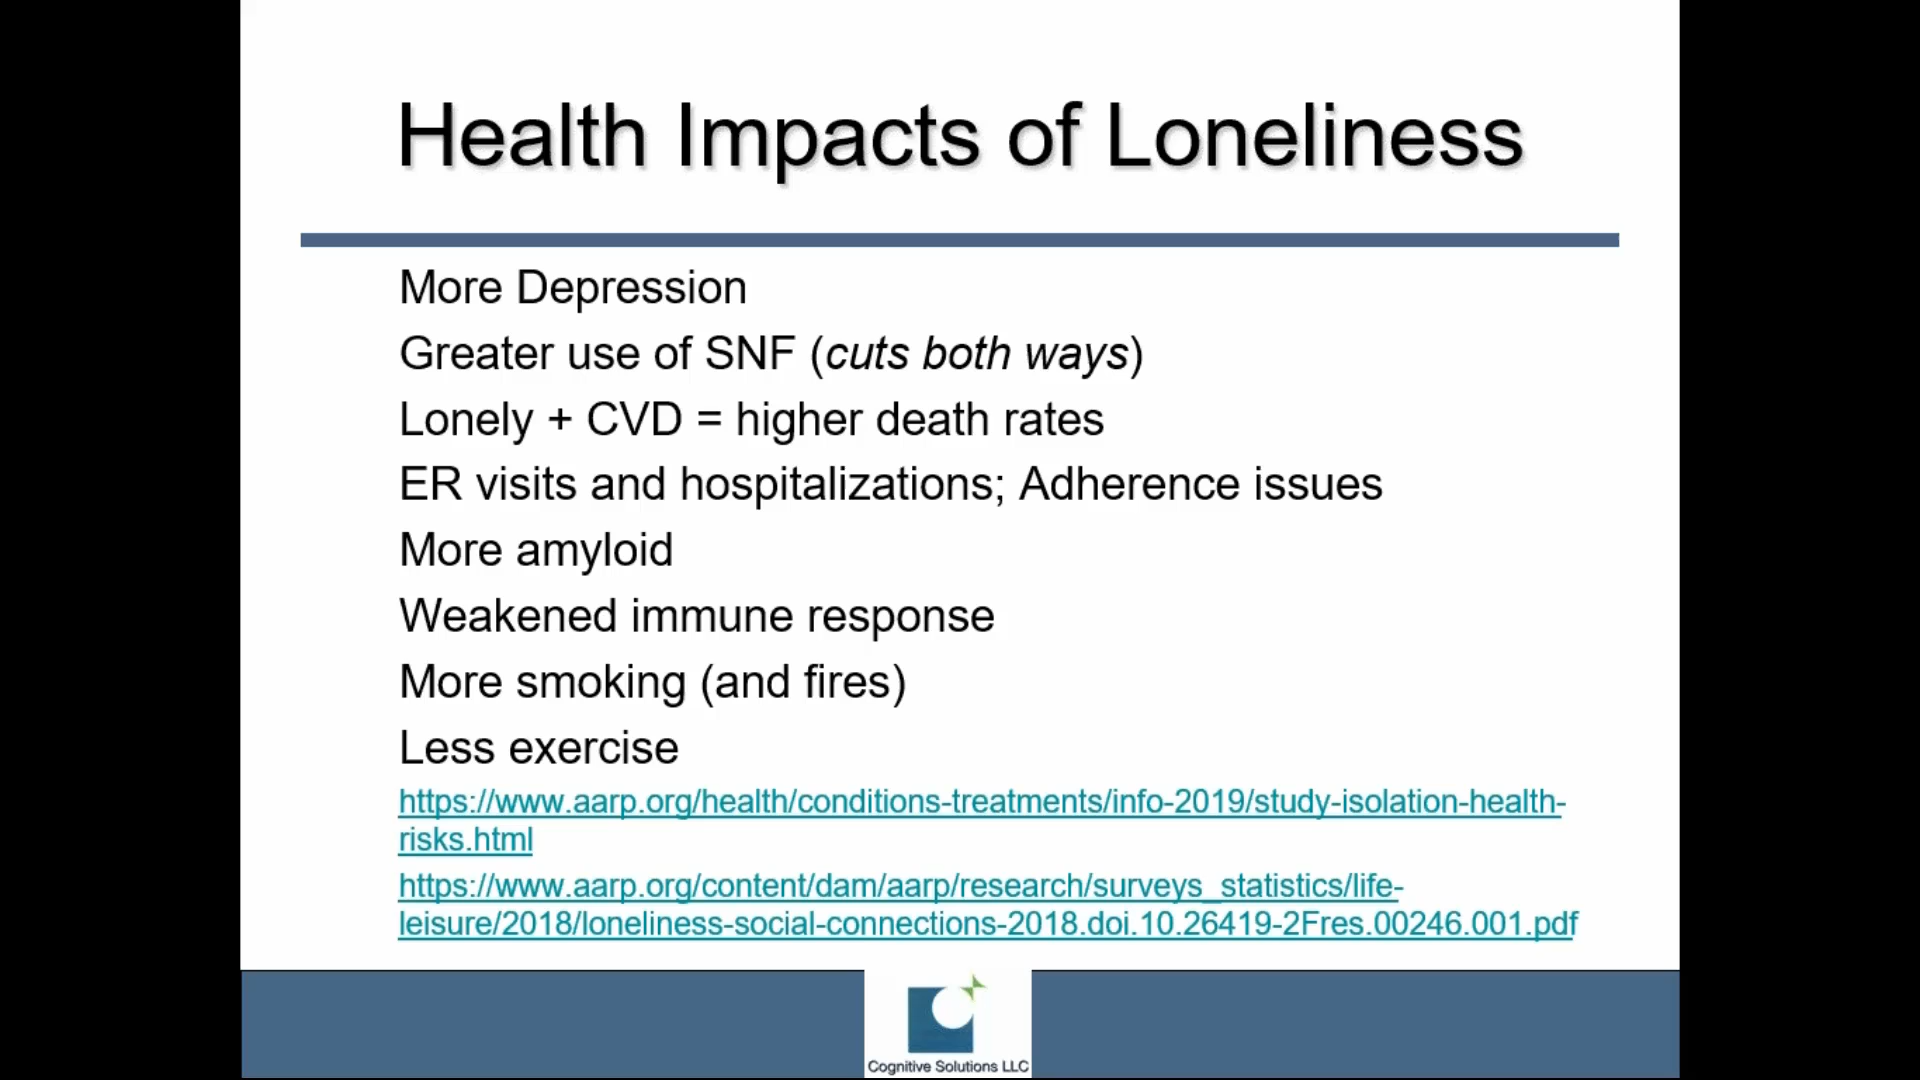 Health Impacts of Loneliness
More Depression
Greater use of SNF (cuts both ways)
Lonely + CVD = higher death rates
ER visits and hospitalizations; Adherence issues
More amyloid
Weakened immune response
More smoking (and fires)
Less exercise
https://www.aarp.org/health/conditions-treatments/info-2019/study-isolation-health-
risks.html
https://www.aarp.org/content/dam/aarp/research/surveys_statistics/life-
leisure/2018/loneliness-social-connections-2018.doi.10.26419-2Fres.00246.001.pdf
Cognitive Solutions LLC